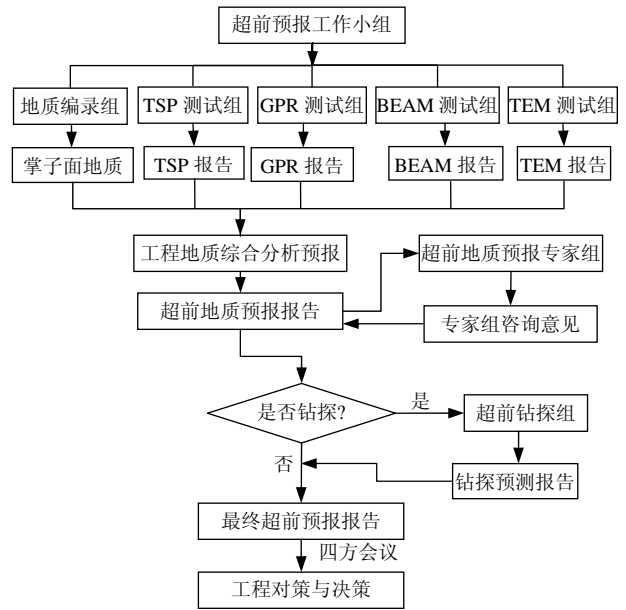 超前预报工作小组
地质编录组 TSP 测试组 GPR 测试组 BEAM 测试组 TEM 测试组
掌子面地质 TSP 报告 GPR 报告 BEAM 报告 TEM 报告
工程地质综合分析预报 超前地质预报专家组
超前地质预报报告 专家组咨询意见
是否钻探? 是 超前钻探组
否 钻探预测报告
最终超前预报报告
四方会议
工程对策与决策